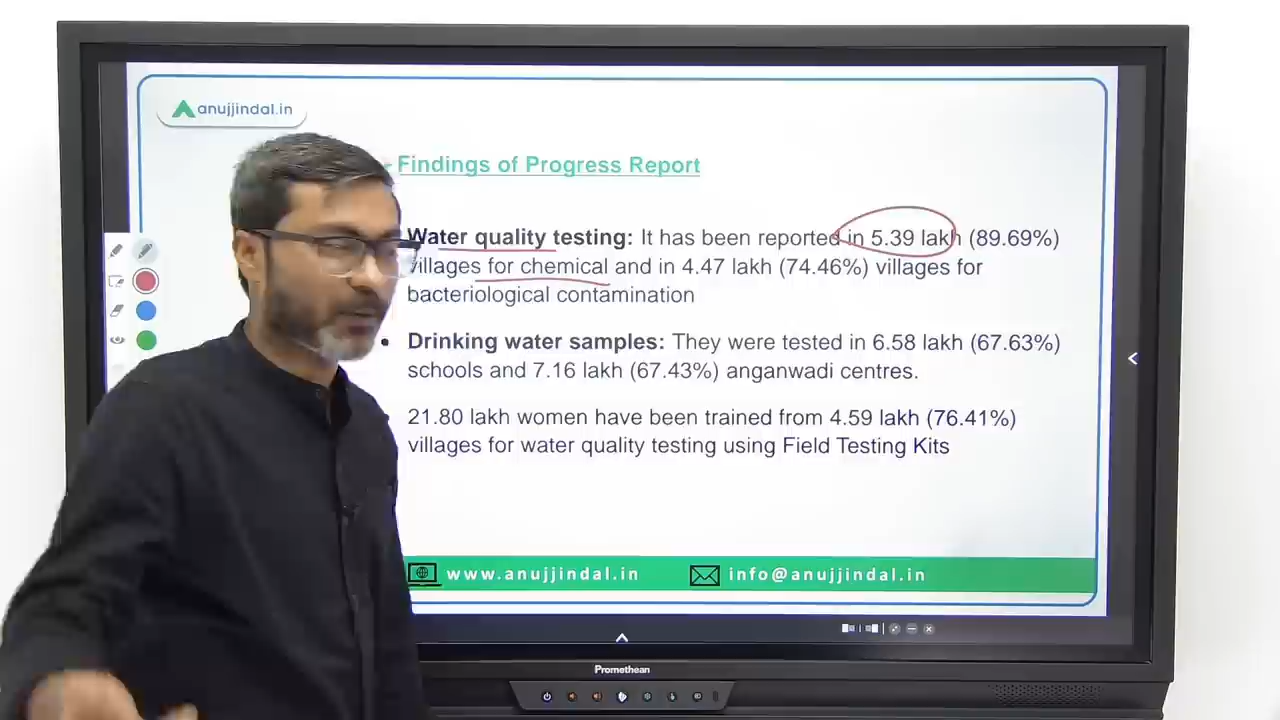 anujjindal.in
Findings of Progress Report
Water quality testing: It has been reported in 5.39 lakh (89.69%)
villages for chemical and in 4.47 lakh (74.46%) villages for
bacteriological contamination
• Drinking water samples: They were tested in 6.58 lakh (67.63%)
schools and 7.16 lakh (67.43%) anganwadi centres.
21.80 lakh women have been trained from 4.59 lakh (76.41%)
villages for water quality testing using Field Testing Kits
www.anujjindal.in info@anujjindal.in
Promethean